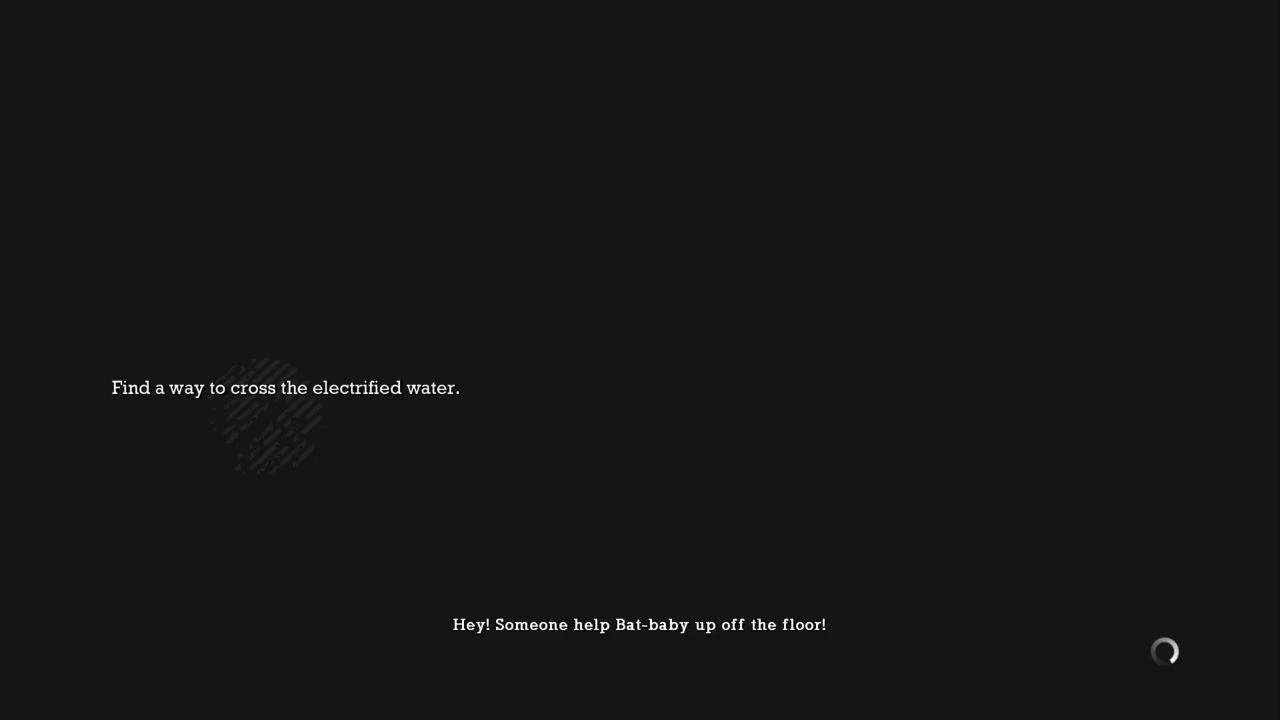 Find a way to cross the electrified water.
Hey! Someone help Bat-baby up off the floor!